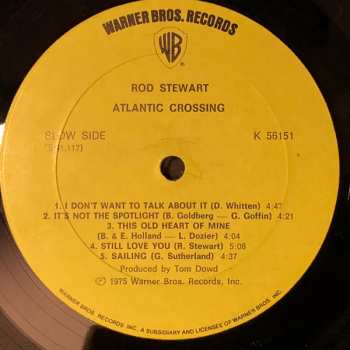 WARNER BROS. RECORDS
WB
ROD STEWART
ATLANTIC CROSSING
SLOW SIDE K 56151
1. I DON'T WANT TO TALK ABOUT IT (D. Whitten) 4:47
2. IT'S NOT THE SPOTLIGHT (B. Goldberg — G. Goffin) 4:21
3. THIS OLD HEART OF MINE
(B. & E. Holland — L. Dozier) 4:04
4. STILL LOVE YOU (R. Stewart) 5:08
5. SAILING (G. Sutherland) 4:37
Produced by Tom Dowd
© 1975 Warner Bros. Records, Inc.
WARNER BROS. RECORDS INC. A SUBSIDIARY AND LICENSEE OF WARNER BROS. INC.